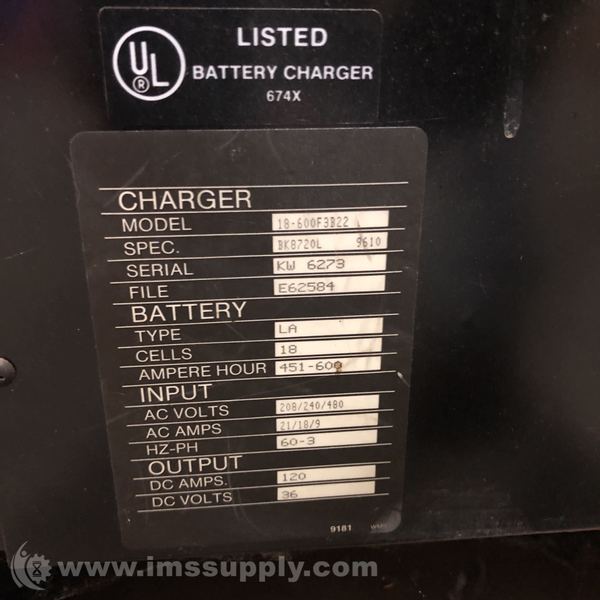 UL ®
LISTED
BATTERY CHARGER
674X
CHARGER
MODEL 18-600F3B22
SPEC. BK8720L 9610
SERIAL KW 6273
FILE E62584
BATTERY
TYPE LA
CELLS 18
AMPERE HOUR 451-600
INPUT
AC VOLTS 208/240/480
AC AMPS 21/18/9
HZ-PH 60-3
OUTPUT
DC AMPS. 120
DC VOLTS 36
9181
www.imssupply.com